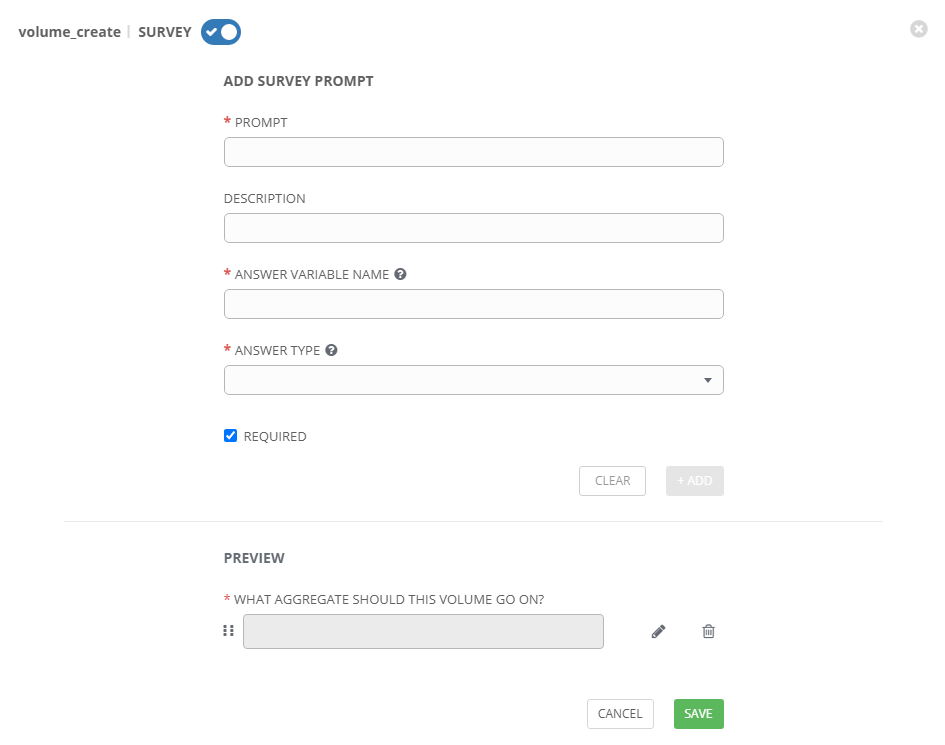 volume_create | SURVEY
ADD SURVEY PROMPT
* PROMPT
DESCRIPTION
* ANSWER VARIABLE NAME ?
* ANSWER TYPE ?
REQUIRED
CLEAR + ADD
PREVIEW
* WHAT AGGREGATE SHOULD THIS VOLUME GO ON?
CANCEL SAVE